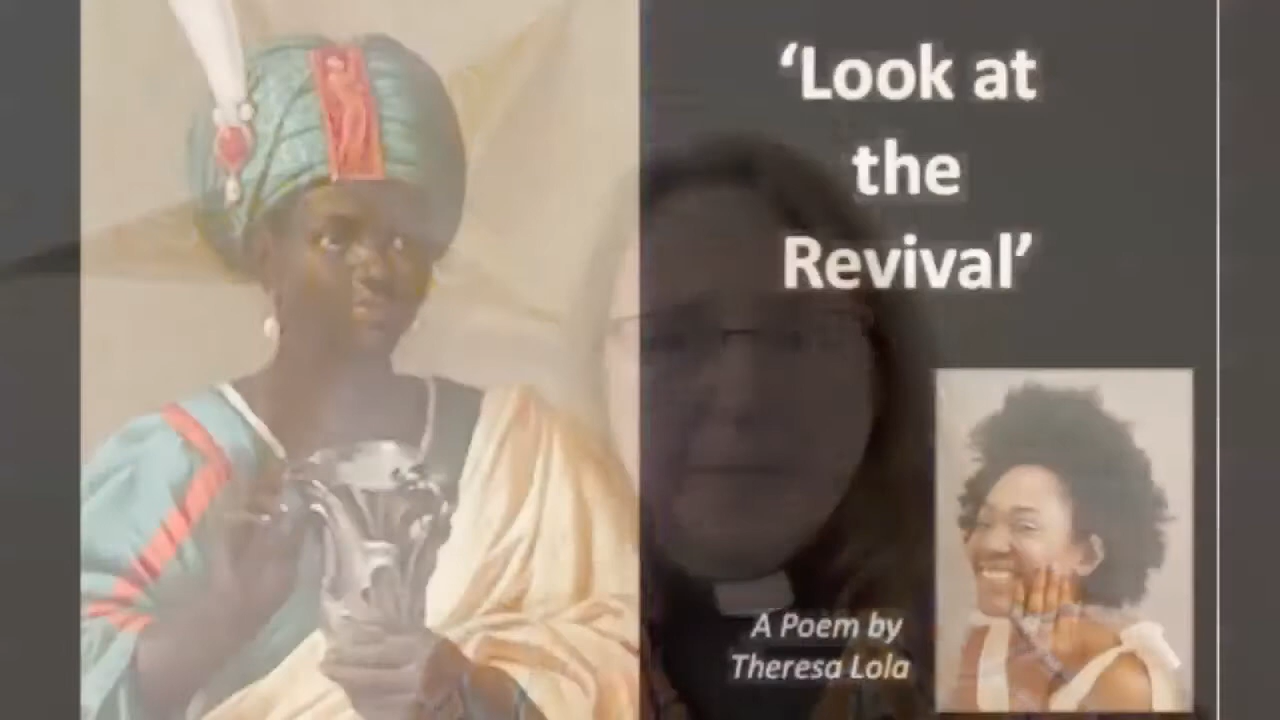 ‘Look at
the
Revival’
A Poem by
Theresa Lola